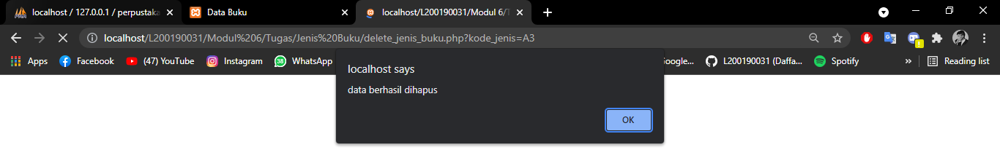 localhost / 127.0.0.1 / perpustaka
Data Buku
localhost/L200190031/Modul 6/T
localhost/L200190031/Modul%206/Tugas/Jenis%20Buku/delete_jenis_buku.php?kode_jenis=A3
Apps Facebook (47) YouTube Instagram 38 WhatsApp oogle... L200190031 (Daffa... Spotify » Reading list
localhost says
data berhasil dihapus
OK